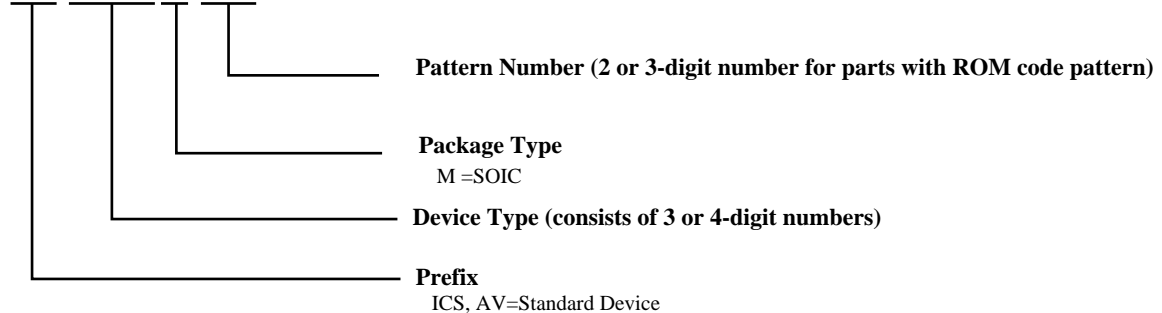 Pattern Number (2 or 3-digit number for parts with ROM code pattern)
Package Type
M =SOIC
Device Type (consists of 3 or 4-digit numbers)
Prefix
ICS, AV=Standard Device